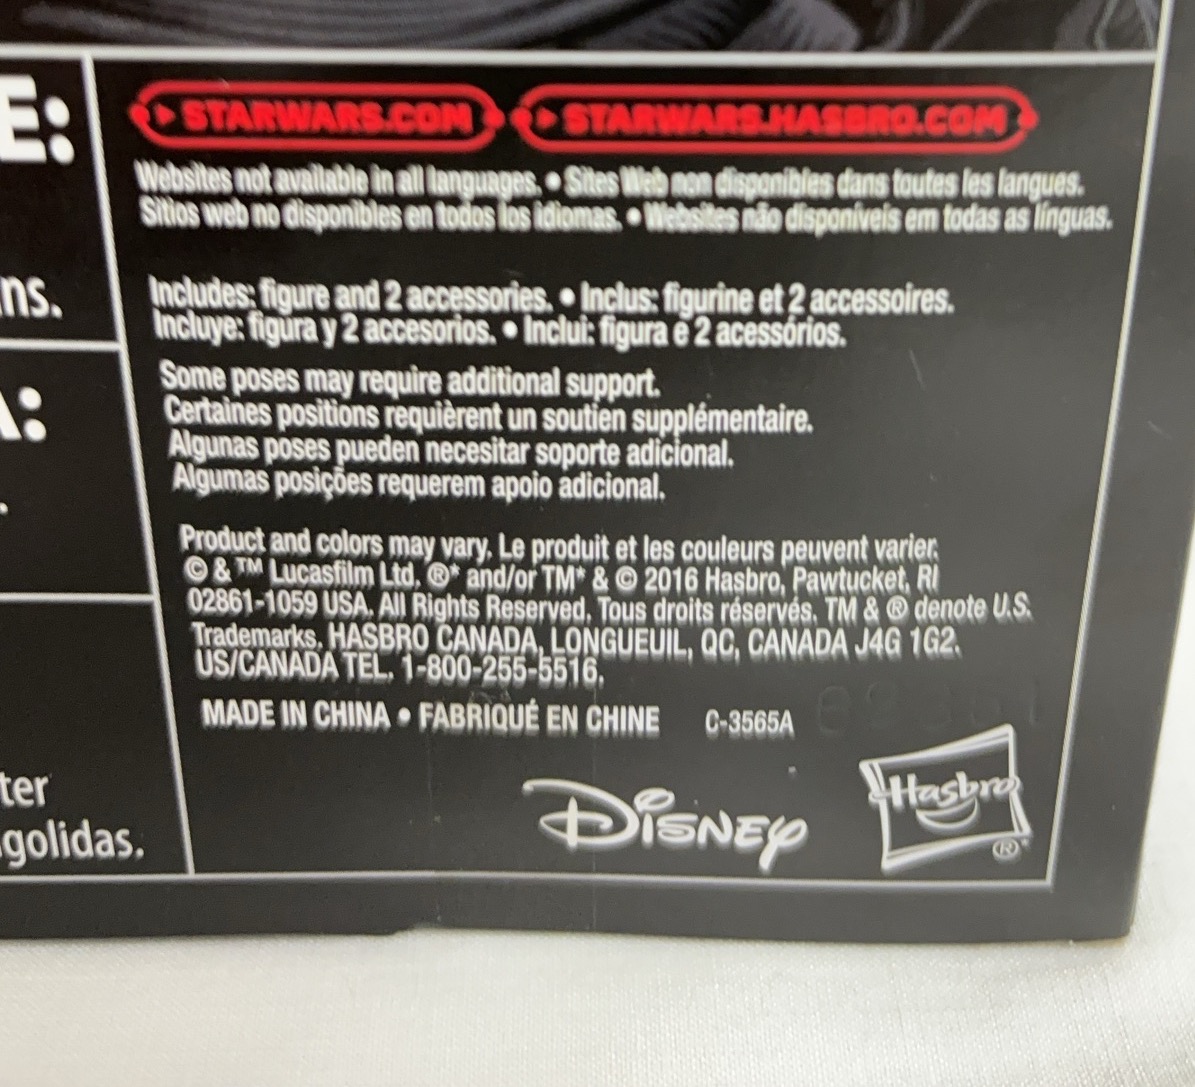 E:
ns.
A:
.
ter
golidas.
STARWARS.COM STARWARS.HASBRO.COM
Websites not available in all languages. • Sites Web non disponibles dans toutes les langues.
Sitios web no disponibles en todos los idiomas. • Websites não disponíveis em todas as línguas.
Includes: figure and 2 accessories. • Inclus: figurine et 2 accessoires.
Incluye: figura y 2 accesorios. • Inclui: figura e 2 acessórios.
Some poses may require additional support.
Certaines positions requièrent un soutien supplémentaire.
Algunas poses pueden necesitar soporte adicional.
Algumas posições requerem apoio adicional.
Product and colors may vary. Le produit et les couleurs peuvent varier.
© & ™ Lucasfilm Ltd. ®* and/or TM* & © 2016 Hasbro, Pawtucket, RI
02861-1059 USA. All Rights Reserved. Tous droits réservés. TM & ® denote U.S.
Trademarks. HASBRO CANADA, LONGUEUIL, QC, CANADA J4G 1G2.
US/CANADA TEL. 1-800-255-5516.
MADE IN CHINA • FABRIQUÉ EN CHINE C-3565A
Disney Hasbro ®*